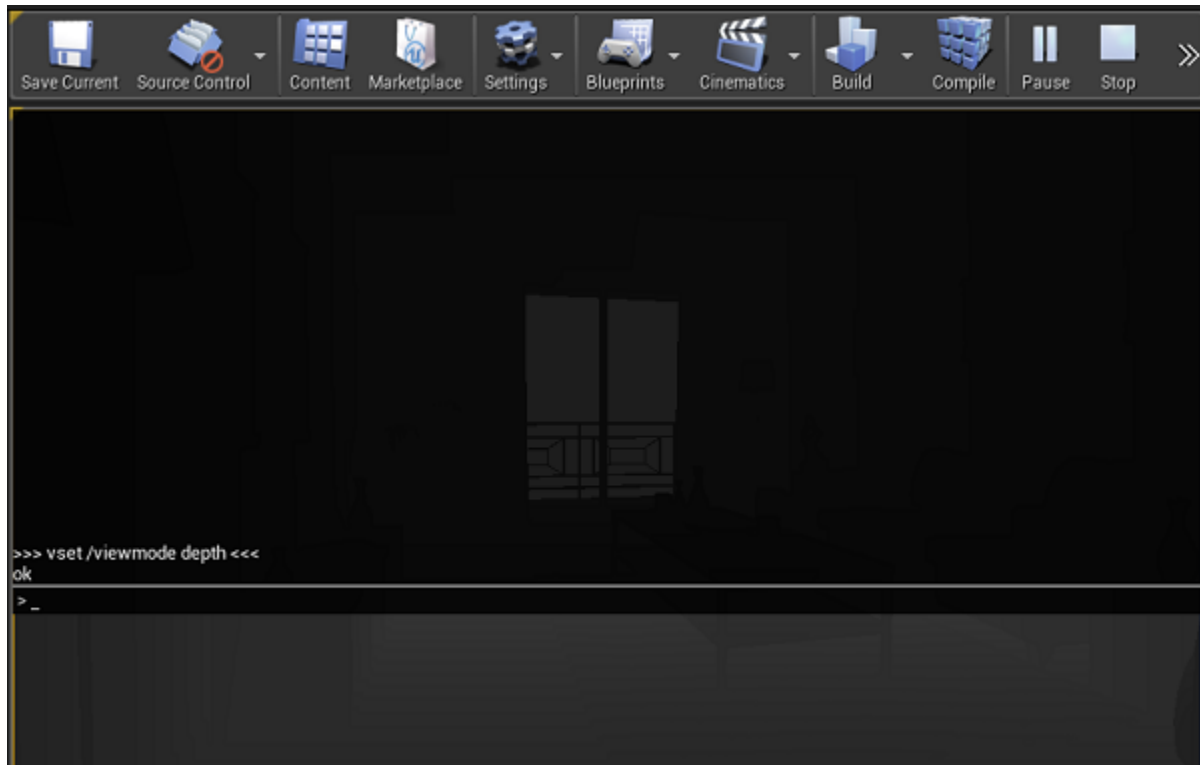 Save Current Source Control Content Marketplace Settings Blueprints Cinematics Build Compile Pause Stop
>>> vset /viewmode depth <<<
ok
> _